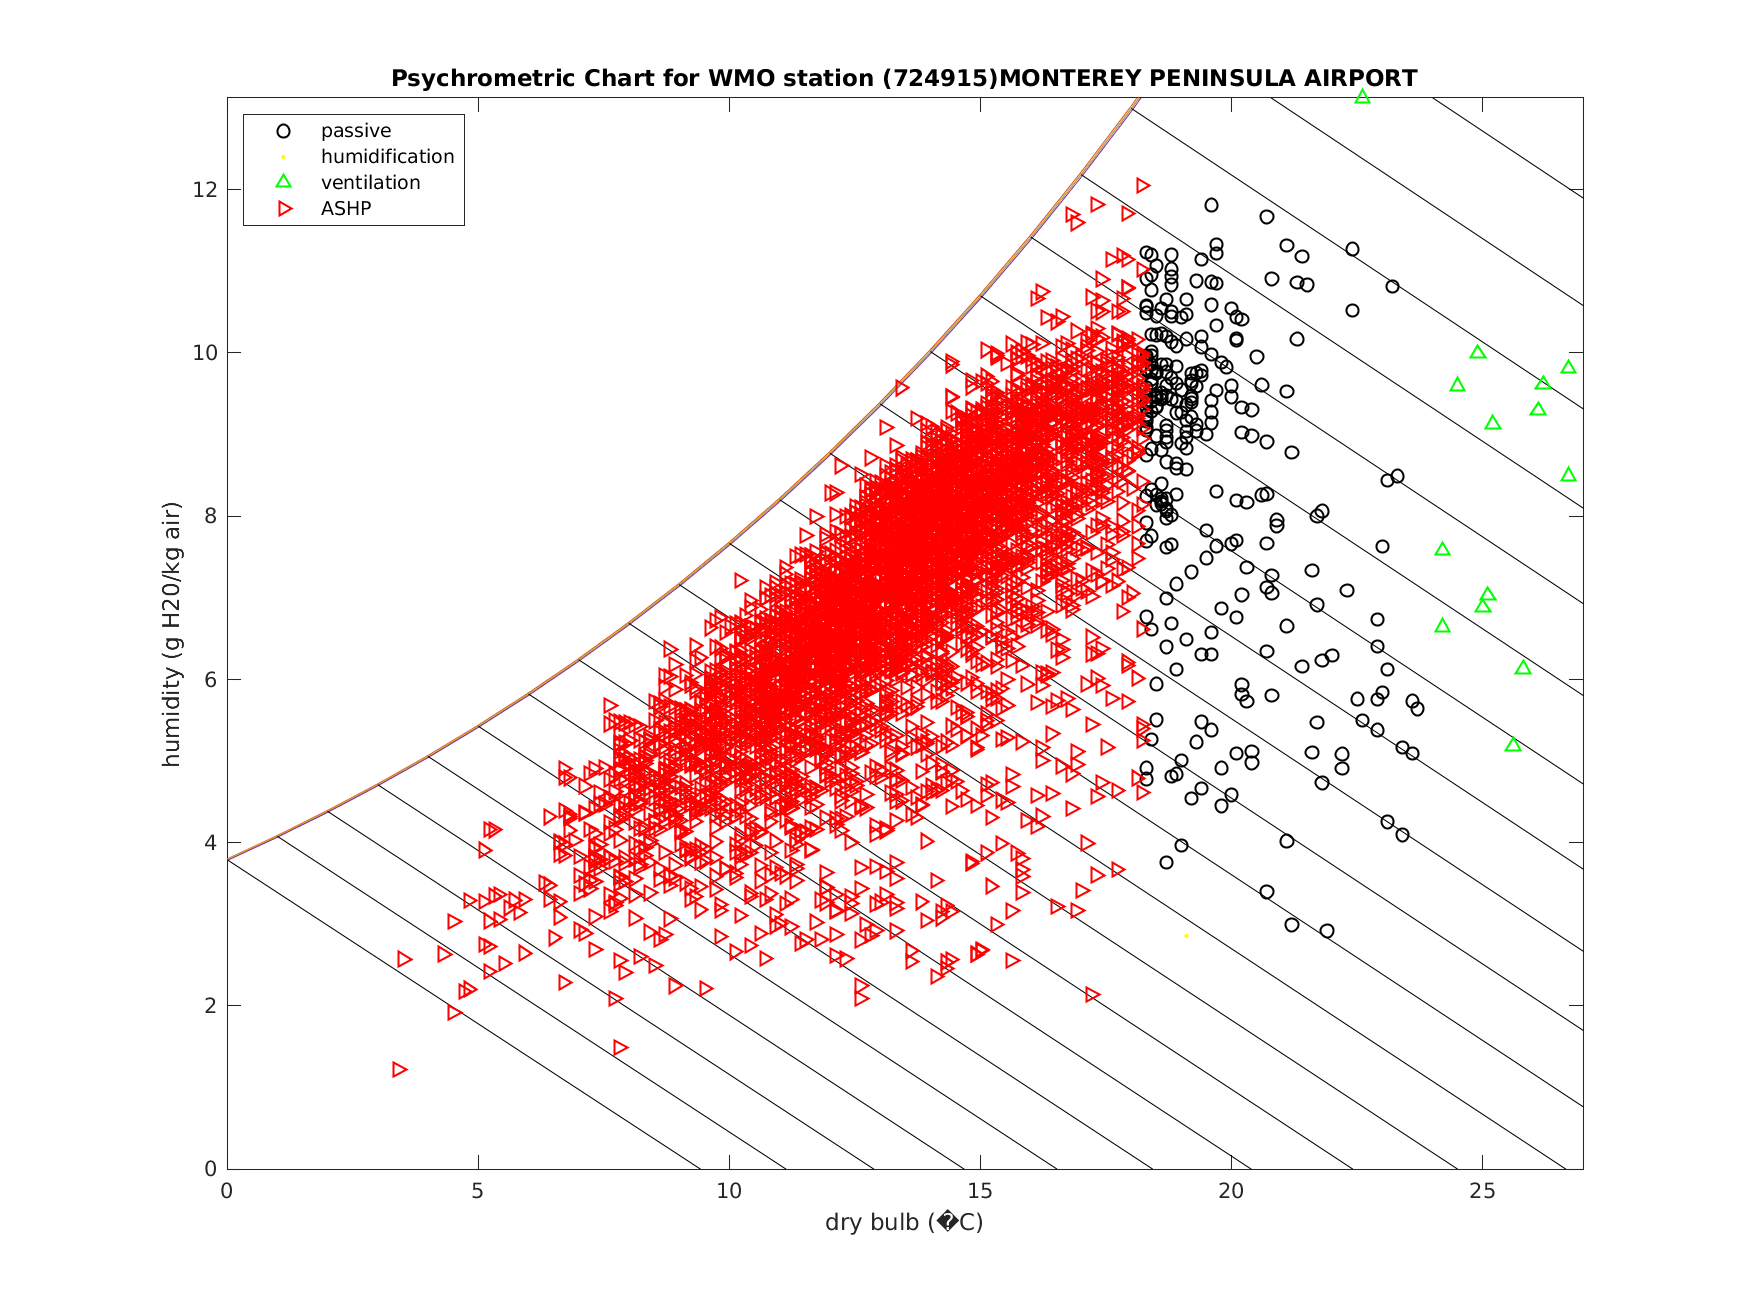 Psychrometric Chart for WMO station (724915)MONTEREY PENINSULA AIRPORT
passive
humidification
ventilation
ASHP
humidity (g H20/kg air)
12
10
8
6
4
2
0
0 5 10 15 20 25
dry bulb (�C)